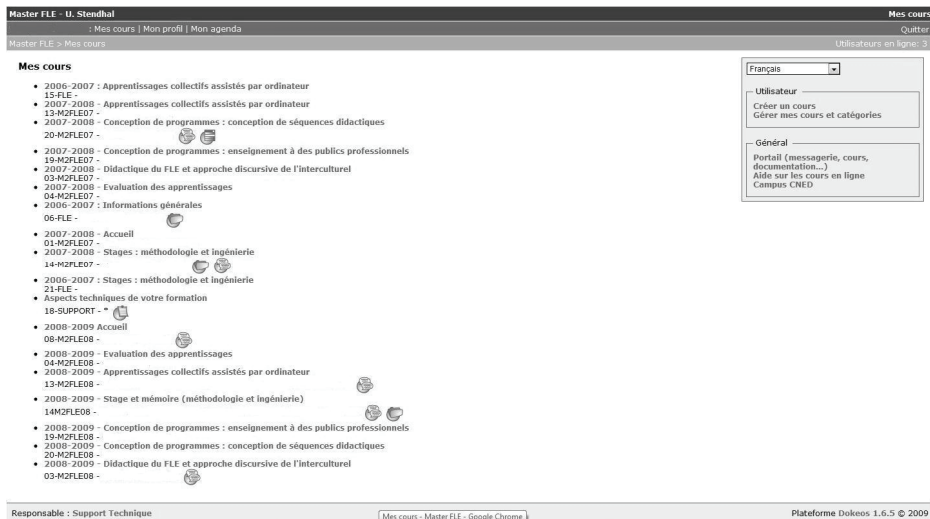 Master FLE - U. Stendhal Mes cours
: Mes cours | Mon profil | Mon agenda Quitter
Master FLE > Mes cours Utilisateurs en ligne: 3
Mes cours
2006-2007 : Apprentissages collectifs assistés par ordinateur
15-FLE -
2007-2008 - Apprentissages collectifs assistés par ordinateur
13-M2FLE07 -
2007-2008 - Conception de programmes : conception de séquences didactiques
20-M2FLE07 -
2007-2008 - Conception de programmes : enseignement à des publics professionnels
19-M2FLE07 -
2007-2008 - Didactique du FLE et approche discursive de l'interculturel
03-M2FLE07 -
2007-2008 - Evaluation des apprentissages
04-M2FLE07 -
2006-2007 : Informations générales
06-FLE -
2007-2008 - Accueil
01-M2FLE07 -
2007-2008 - Stages : méthodologie et ingénierie
14-M2FLE07 -
2006-2007 : Stages : méthodologie et ingénierie
21-FLE -
Aspects techniques de votre formation
18-SUPPORT - *
2008-2009 Accueil
08-M2FLE08 -
2008-2009 - Evaluation des apprentissages
04-M2FLE08 -
2008-2009 - Apprentissages collectifs assistés par ordinateur
13-M2FLE08 -
2008-2009 - Stage et mémoire (méthodologie et ingénierie)
14M2FLE08 -
2008-2009 - Conception de programmes : enseignement à des publics professionnels
19-M2FLE08 -
2008-2009 - Conception de programmes : conception de séquences didactiques
20-M2FLE08 -
2008-2009 - Didactique du FLE et approche discursive de l'interculturel
03-M2FLE08 -
Français
Utilisateur
Créer un cours
Gérer mes cours et catégories
Général
Portail (messagerie, cours,
documentation...)
Aide sur les cours en ligne
Campus CNED
Responsable : Support Technique
Mes cours - Master FLE - Google Chrome
Plateforme Dokeos 1.6.5 © 2009